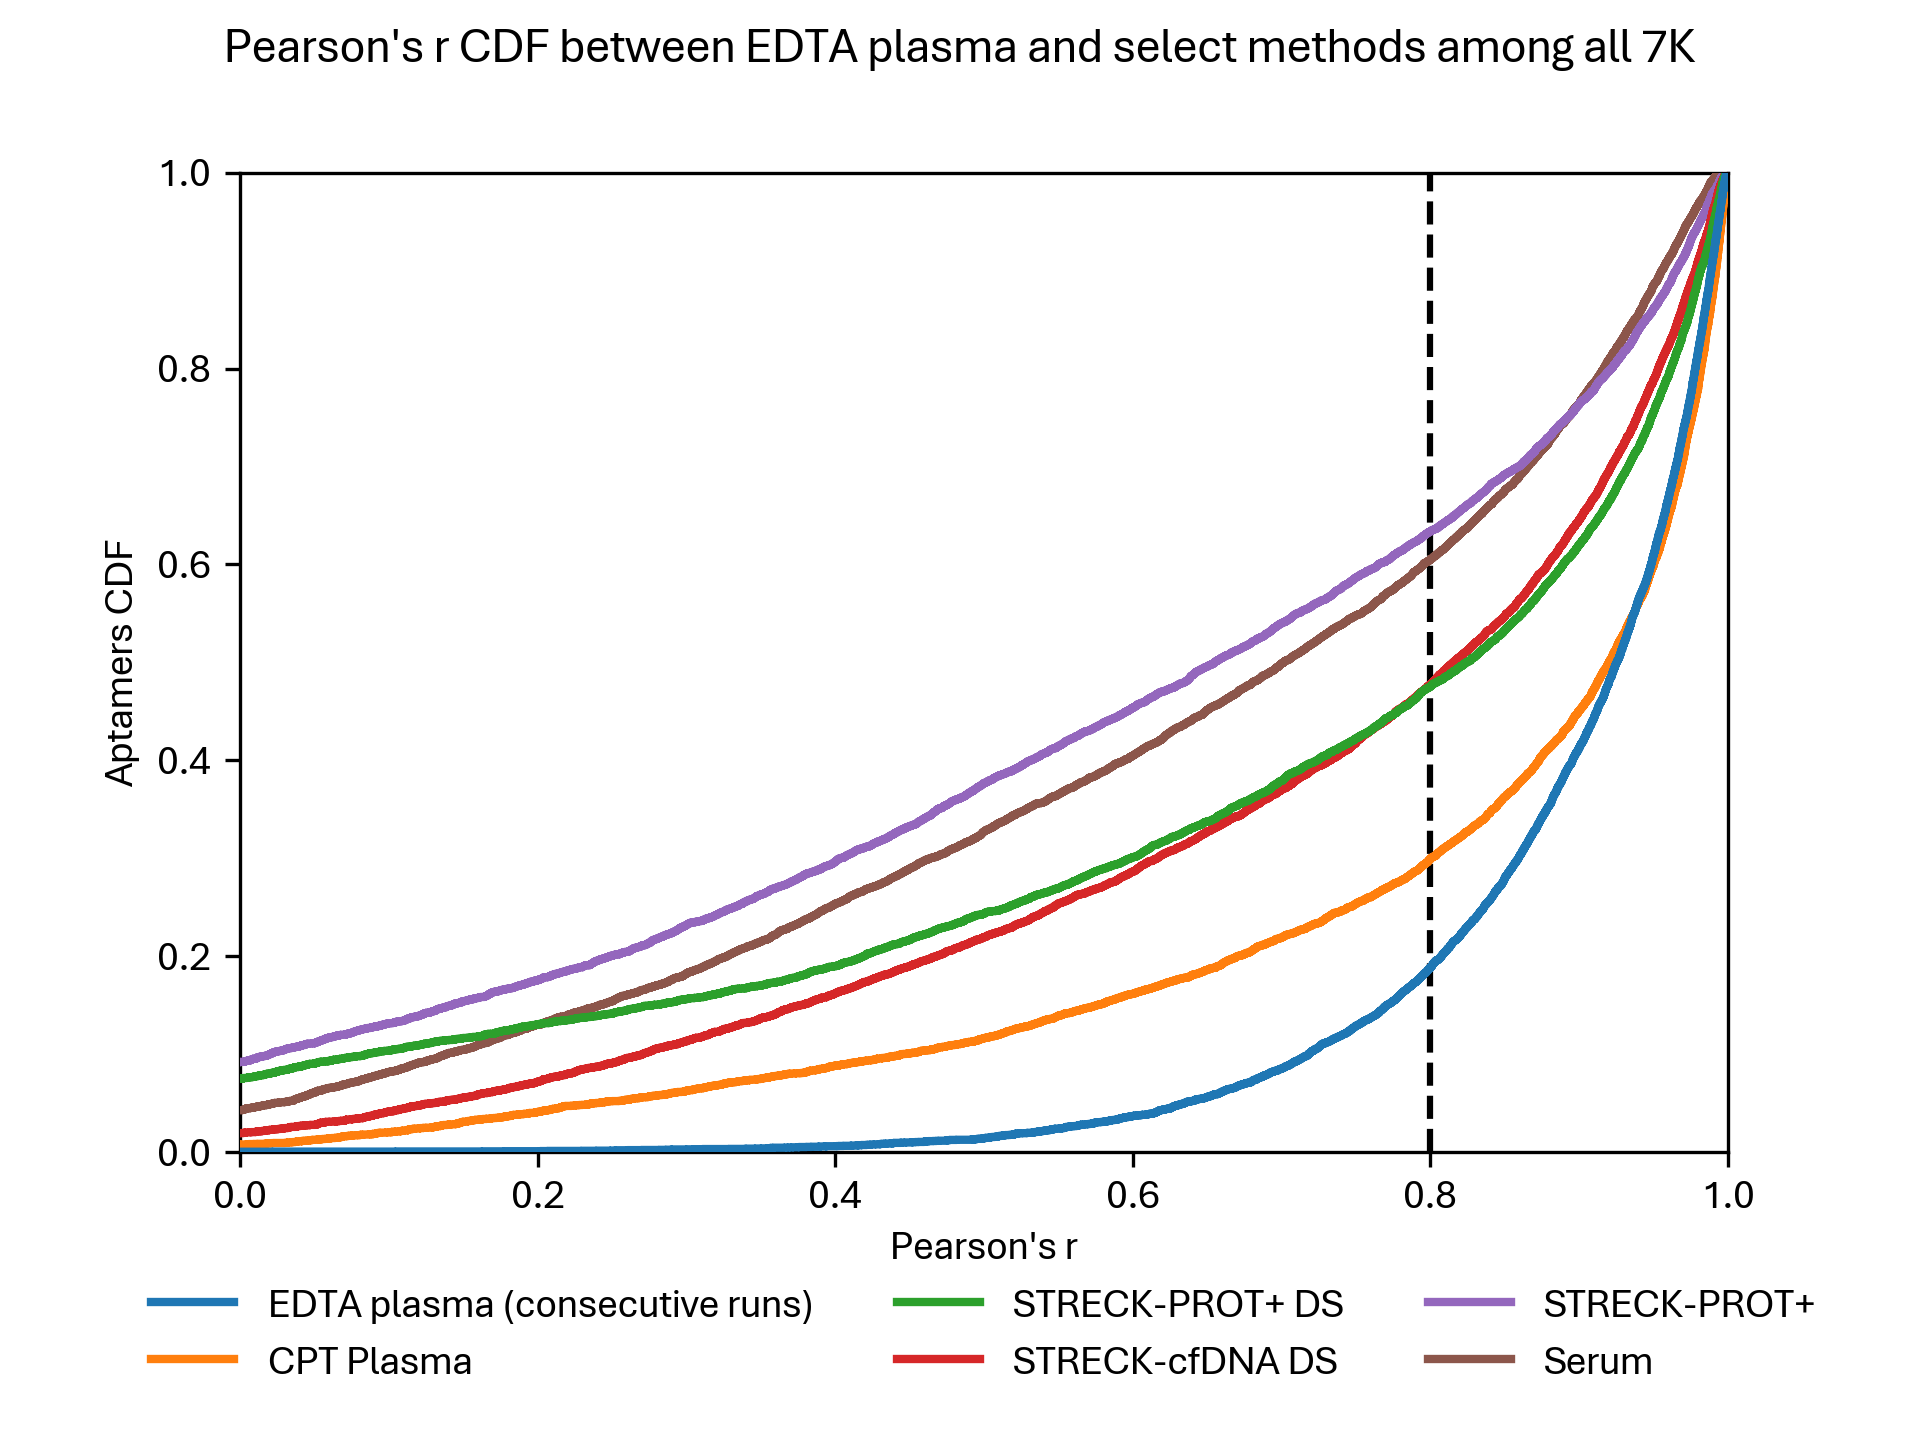 Pearson's r CDF between EDTA plasma and select methods among all 7K
1.0
0.8
0.6
0.4
0.2
0.0
Aptamers CDF
0.0 0.2 0.4 0.6 0.8 1.0
Pearson's r
EDTA plasma (consecutive runs) STRECK-PROT+ DS STRECK-PROT+
CPT Plasma STRECK-cfDNA DS Serum